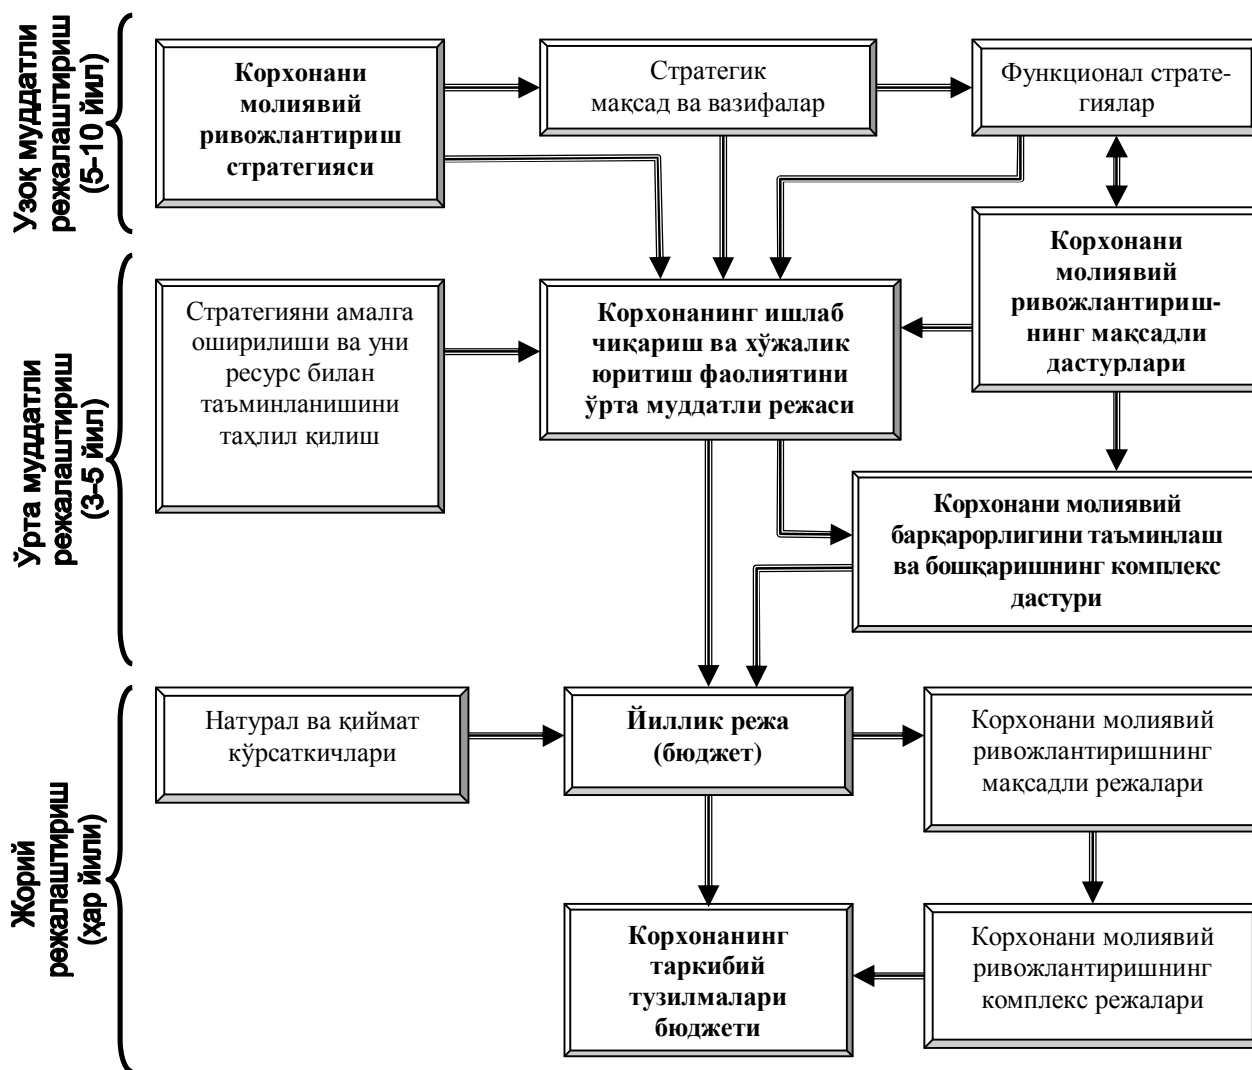 Узоқ муддатли
режалаштириш
(5–10 йил)
Корхонани
молиявий
ривожлантириш
стратегияси
Стратегик
мақсад ва вазифалар
Функционал страте-
гиялар
Корхонани
молиявий
ривожлантириш-
нинг мақсадли
дастурлари
Ўрта муддатли
режалаштириш
(3–5 йил)
Стратегияни амалга
оширилиши ва уни
ресурс билан
таъминланишини
таҳлил қилиш
Корхонанинг ишлаб
чиқариш ва хўжалик
юритиш фаолиятини
ўрта муддатли режаси
Корхонани молиявий
барқарорлигини таъминлаш
ва бошқаришнинг комплекс
дастури
Жорий
режалаштириш
(ҳар йили)
Натурал ва қиймат
кўрсаткичлари
Йиллик режа
(бюджет)
Корхонани молиявий
ривожлантиришнинг
мақсадли режалари
Корхонанинг
таркибий
тузилмалари
бюджети
Корхонани молиявий
ривожлантиришнинг
комплекс режалари